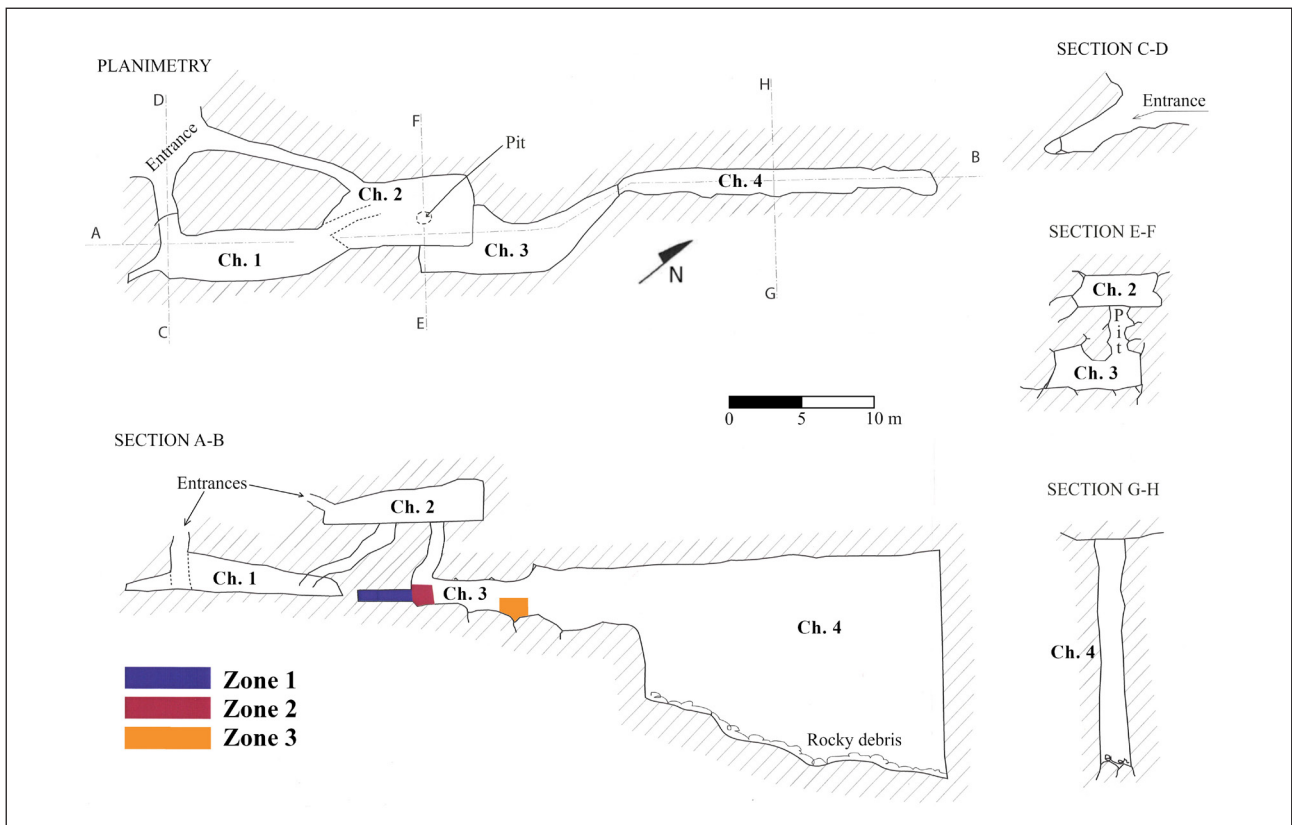 PLANIMETRY
D
Entrance
F
Pit
H
Ch. 2
Ch. 4
B
A
Ch. 1
Ch. 3
N
C
E
G
SECTION C-D
Entrance
SECTION E-F
Ch. 2
Pit
Ch. 3
0 5 10 m
SECTION A-B
Entrances
Ch. 2
Ch. 1
Ch. 3
Ch. 4
Rocky debris
Zone 1
Zone 2
Zone 3
SECTION G-H
Ch. 4